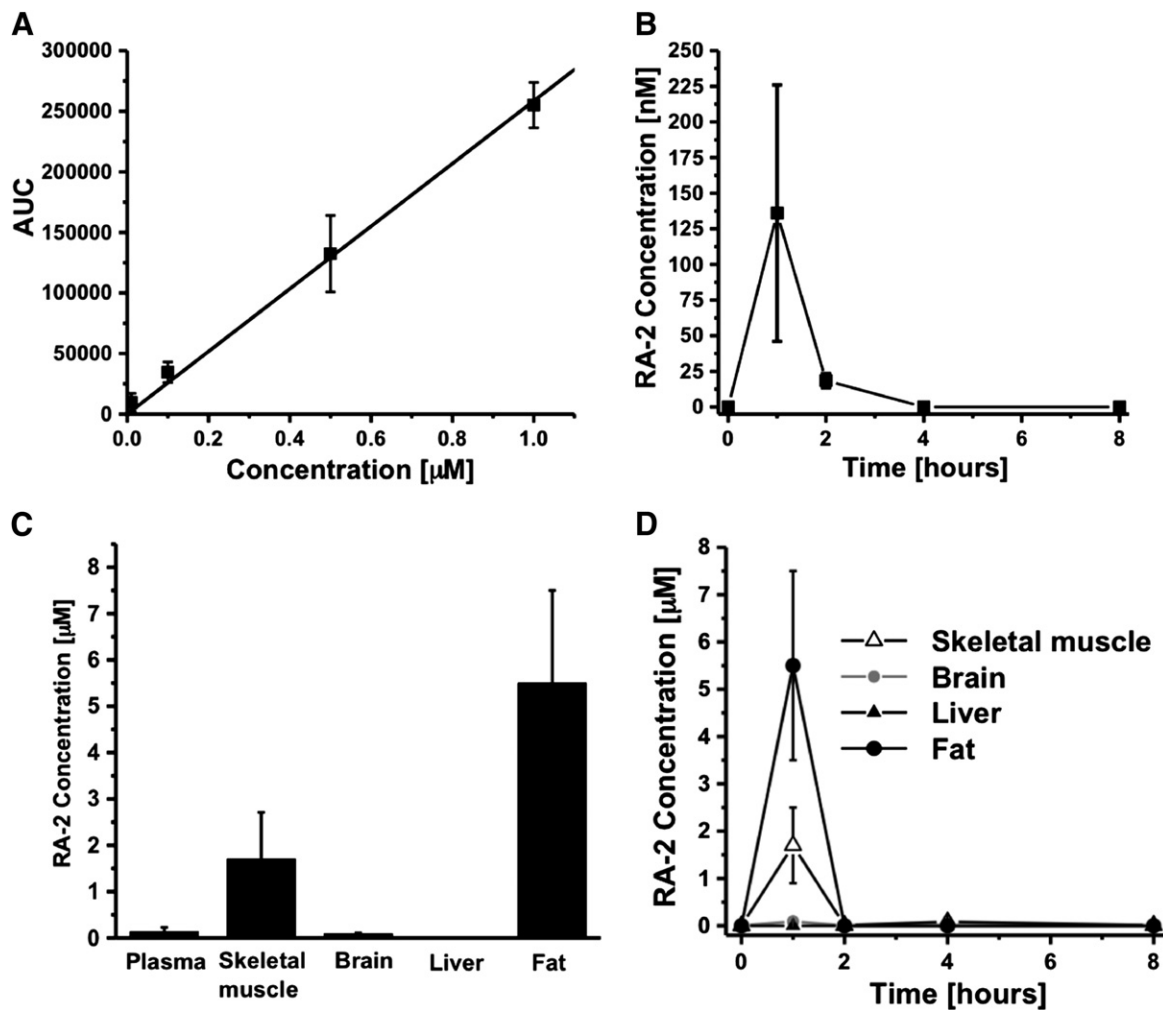 A
300000
250000
200000
150000
100000
50000
0
AUC
0.0 0.2 0.4 0.6 0.8 1.0
Concentration [μM]
B
250
225
200
175
150
125
100
75
50
25
0
RA-2 Concentration [nM]
0 2 4 6 8
Time [hours]
C
8
7
6
5
4
3
2
1
0
RA-2 Concentration [μM]
Plasma Skeletal Brain Liver Fat
muscle
D
8
7
6
5
4
3
2
1
0
RA-2 Concentration [μM]
Skeletal muscle
Brain
Liver
Fat
0 2 4 6 8
Time [hours]